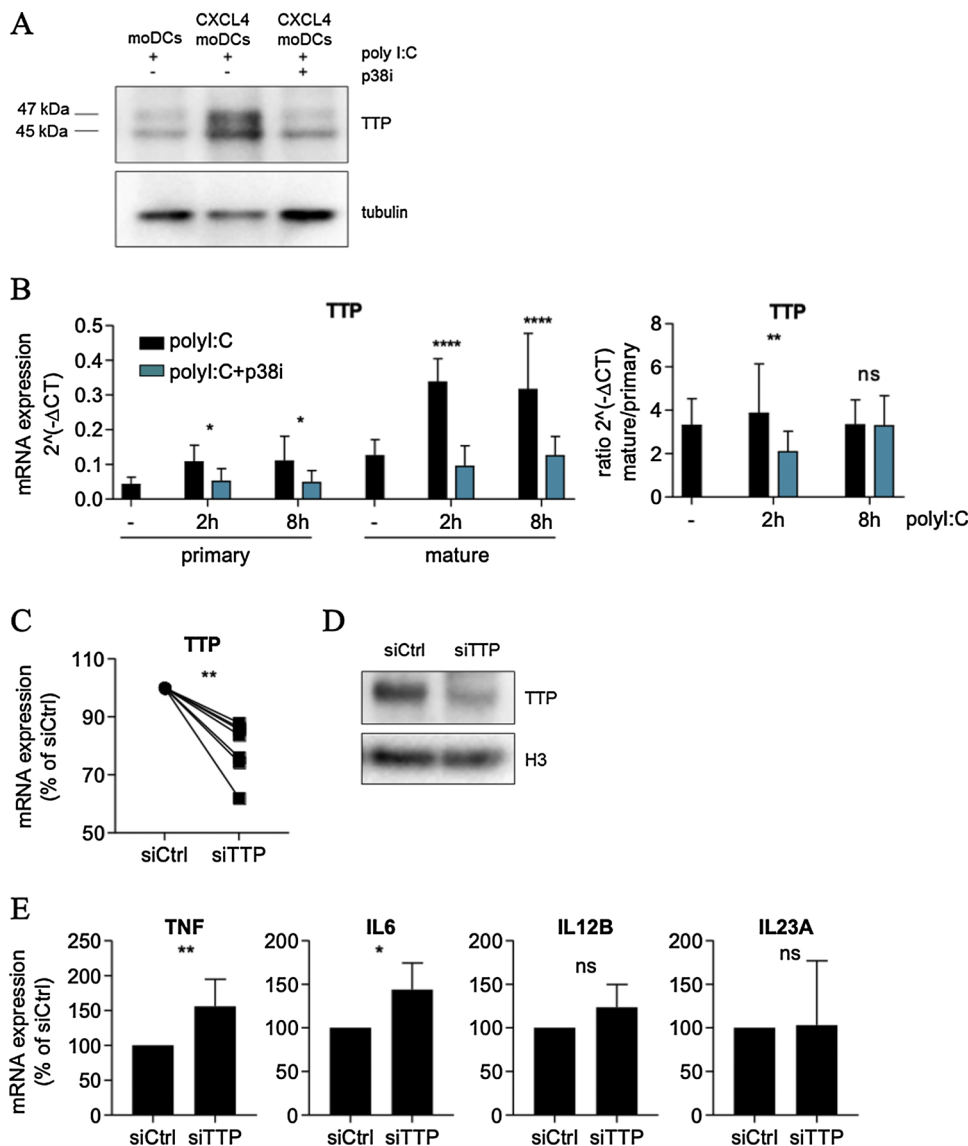 A
moDCs
CXCL4
moDCs
CXCL4
moDCs
+ + + poly I:C
- - + p38i
47 kDa
45 kDa
TTP
tubulin
B
TTP
mRNA expression
2^(-ΔCT)
0.5
0.4
0.3
0.2
0.1
0.0
polyI:C
polyI:C+p38i
* * **** ****
- 2h 8h - 2h 8h
primary mature
TTP
ratio 2^(-ΔCT)
mature/primary
8
6
4
2
0
**
ns
- 2h 8h polyI:C
C
TTP
**
mRNA expression
(% of siCtrl)
110
90
70
50
siCtrl siTTP
D
siCtrl siTTP
TTP
H3
E
mRNA expression
(% of siCtrl)
TNF
**
250
200
150
100
50
0
siCtrl siTTP
IL6
*
200
150
100
50
0
siCtrl siTTP
IL12B
ns
200
150
100
50
0
siCtrl siTTP
IL23A
ns
200
150
100
50
0
siCtrl siTTP